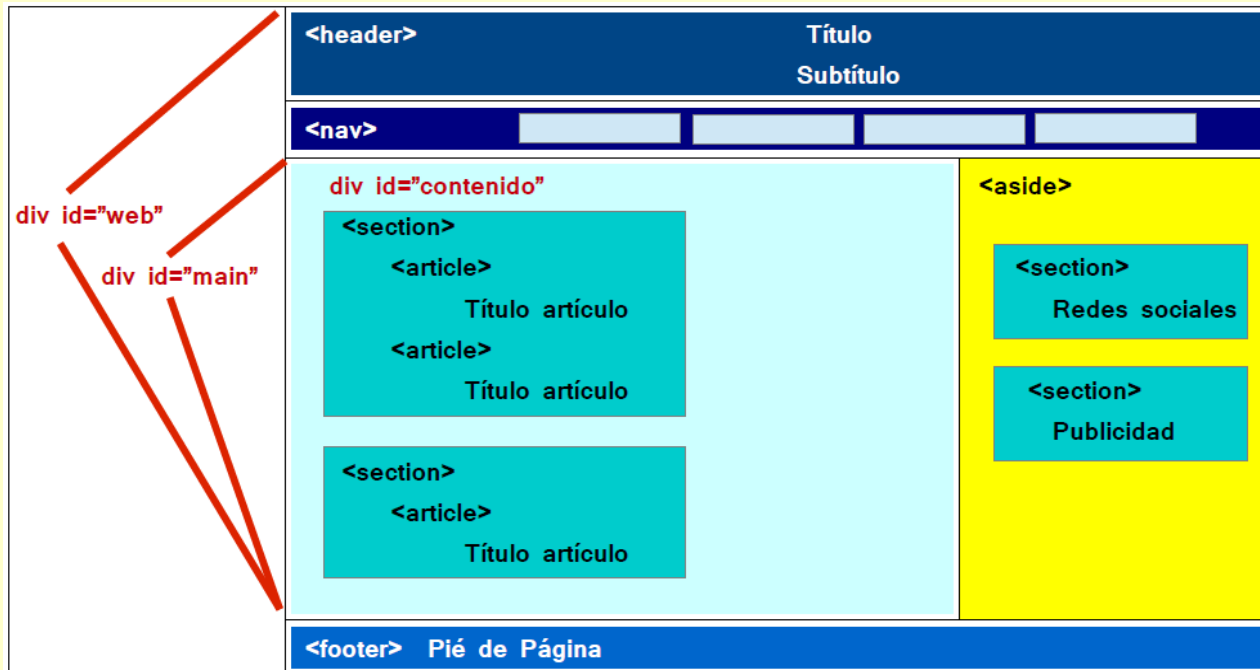 <header> Título
Subtítulo
<nav>
div id=”contenido”
<aside>
div id=”web”
div id=”main”
<section>
<article>
Título artículo
<article>
Título artículo
<section>
<article>
Título artículo
<section>
Redes sociales
<section>
Publicidad
<footer> Pié de Página